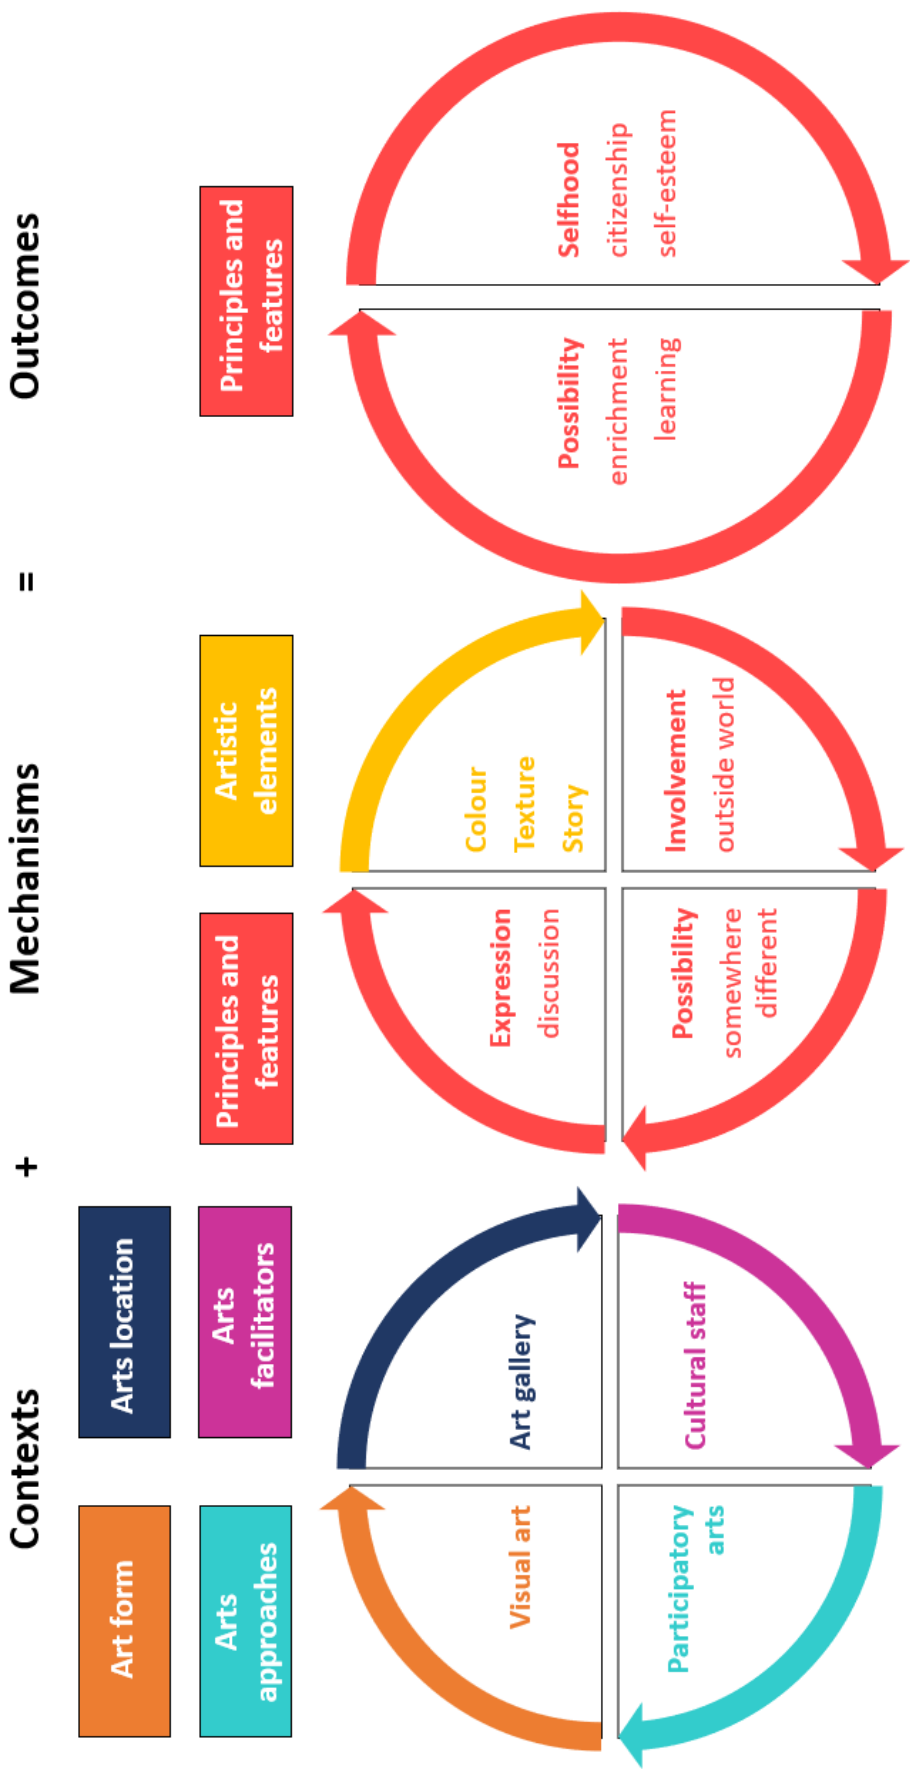 Contexts + Mechanisms = Outcomes
Art form
Arts location
Arts
approaches
Arts
facilitators
Principles and
features
Artistic
elements
Principles and
features
Visual art
Art gallery
Participatory
arts
Cultural staff
Expression
discussion
Colour
Texture
Story
Possibility
somewhere
different
Involvement
outside world
Possibility
enrichment
learning
Selfhood
citizenship
self-esteem